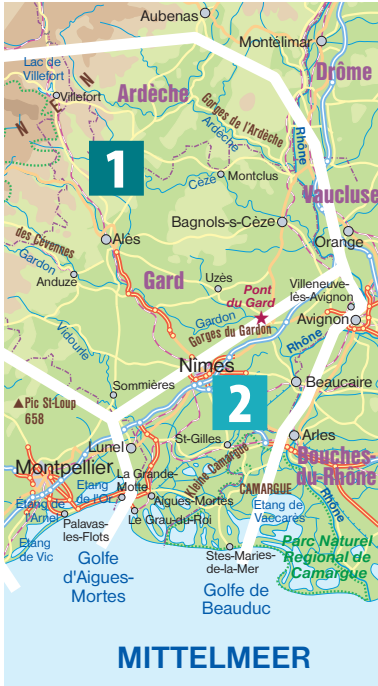 Aubenas
Montélimar
Lac de
Villefort
Drôme
Villefort
Ardèche
Gorges de l'Ardèche
Ardèche
Rhône
1
Cèze
Montclus
Vaucluse
Bagnols-s-Cèze
des Cévennes
Alès
Orange
Gardon
Anduze
Gard
Uzès
Pont
du Gard
Villeneuve-
lès-Avignon
Gardon
Gorges du Gardon
Avignon
Vidourle
Rhône
Nîmes
Sommières
Beaucaire
Pic St-Loup
658
2
St-Gilles
Arles
Lunel
Montpellier
Kleine Camargue
Bouches-
du-Rhône
La Grande-
Motte
Etang
de l'Or
CAMARGUE
Aigues-Mortes
Etang de
l'Arnel
Etang de
Vaccarès
Rhône
Palavas-
les-Flots
Le Grau-du-Roi
Etang
de Vic
Parc Naturel
Régional de
Camargue
Stes-Maries-
de-la-Mer
Golfe
d'Aigues-
Mortes
Golfe de
Beauduc
MITTELMEER